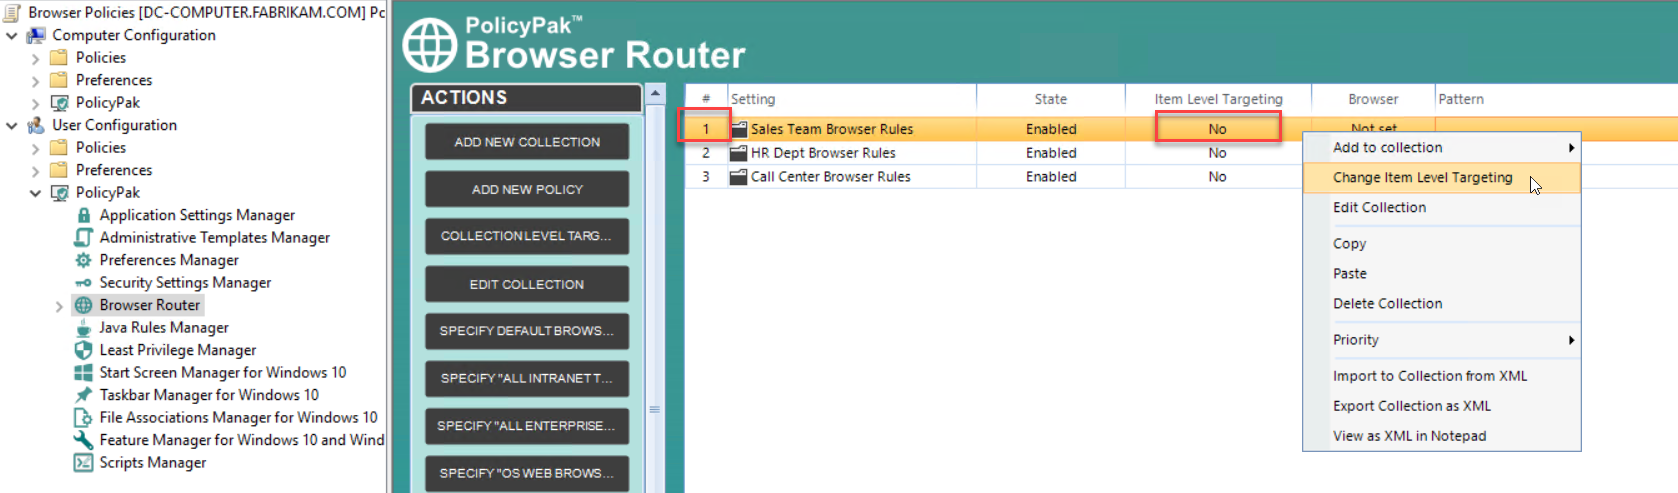 Browser Policies [DC-COMPUTER.FABRIKAM.COM] Pc
Computer Configuration
Policies
Preferences
PolicyPak
User Configuration
Policies
Preferences
PolicyPak
Application Settings Manager
Administrative Templates Manager
Preferences Manager
Security Settings Manager
Browser Router
Java Rules Manager
Least Privilege Manager
Start Screen Manager for Windows 10
Taskbar Manager for Windows 10
File Associations Manager for Windows 10
Feature Manager for Windows 10 and Wind
Scripts Manager
PolicyPak™
Browser Router
ACTIONS
ADD NEW COLLECTION
ADD NEW POLICY
COLLECTION LEVEL TARG...
EDIT COLLECTION
SPECIFY DEFAULT BROWS...
SPECIFY "ALL INTRANET T...
SPECIFY "ALL ENTERPRISE...
SPECIFY "OS WEB BROWS...
# Setting State Item Level Targeting Browser Pattern
1 Sales Team Browser Rules Enabled No Not set
2 HR Dept Browser Rules Enabled No
3 Call Center Browser Rules Enabled No
Add to collection
Change Item Level Targeting
Edit Collection
Copy
Paste
Delete Collection
Priority
Import to Collection from XML
Export Collection as XML
View as XML in Notepad